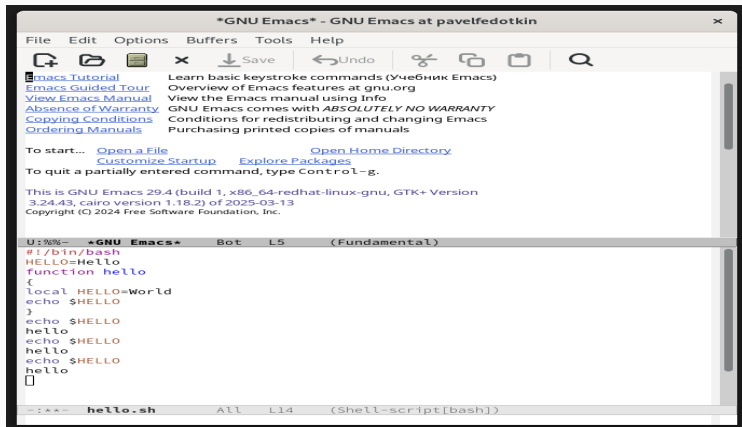 *GNU Emacs* - GNU Emacs at pavelfedotkin ×
File Edit Options Buffers Tools Help
Save Undo
Emacs Tutorial Learn basic keystroke commands (Учебник Emacs)
Emacs Guided Tour Overview of Emacs features at gnu.org
View Emacs Manual View the Emacs manual using Info
Absence of Warranty GNU Emacs comes with ABSOLUTELY NO WARRANTY
Copying Conditions Conditions for redistributing and changing Emacs
Ordering Manuals Purchasing printed copies of manuals
To start... Open a File Open Home Directory
Customize Startup Explore Packages
To quit a partially entered command, type Control-g.
This is GNU Emacs 29.4 (build 1, x86_64-redhat-linux-gnu, GTK+ Version
3.24.43, cairo version 1.18.2) of 2025-03-13
Copyright (C) 2024 Free Software Foundation, Inc.
U:%%- *GNU Emacs* Bot L5 (Fundamental)
#!/bin/bash
HELLO=Hello
function hello
{
local HELLO=World
echo $HELLO
}
echo $HELLO
hello
echo $HELLO
hello
echo $HELLO
hello
-:**- hello.sh All L14 (Shell-script[bash])